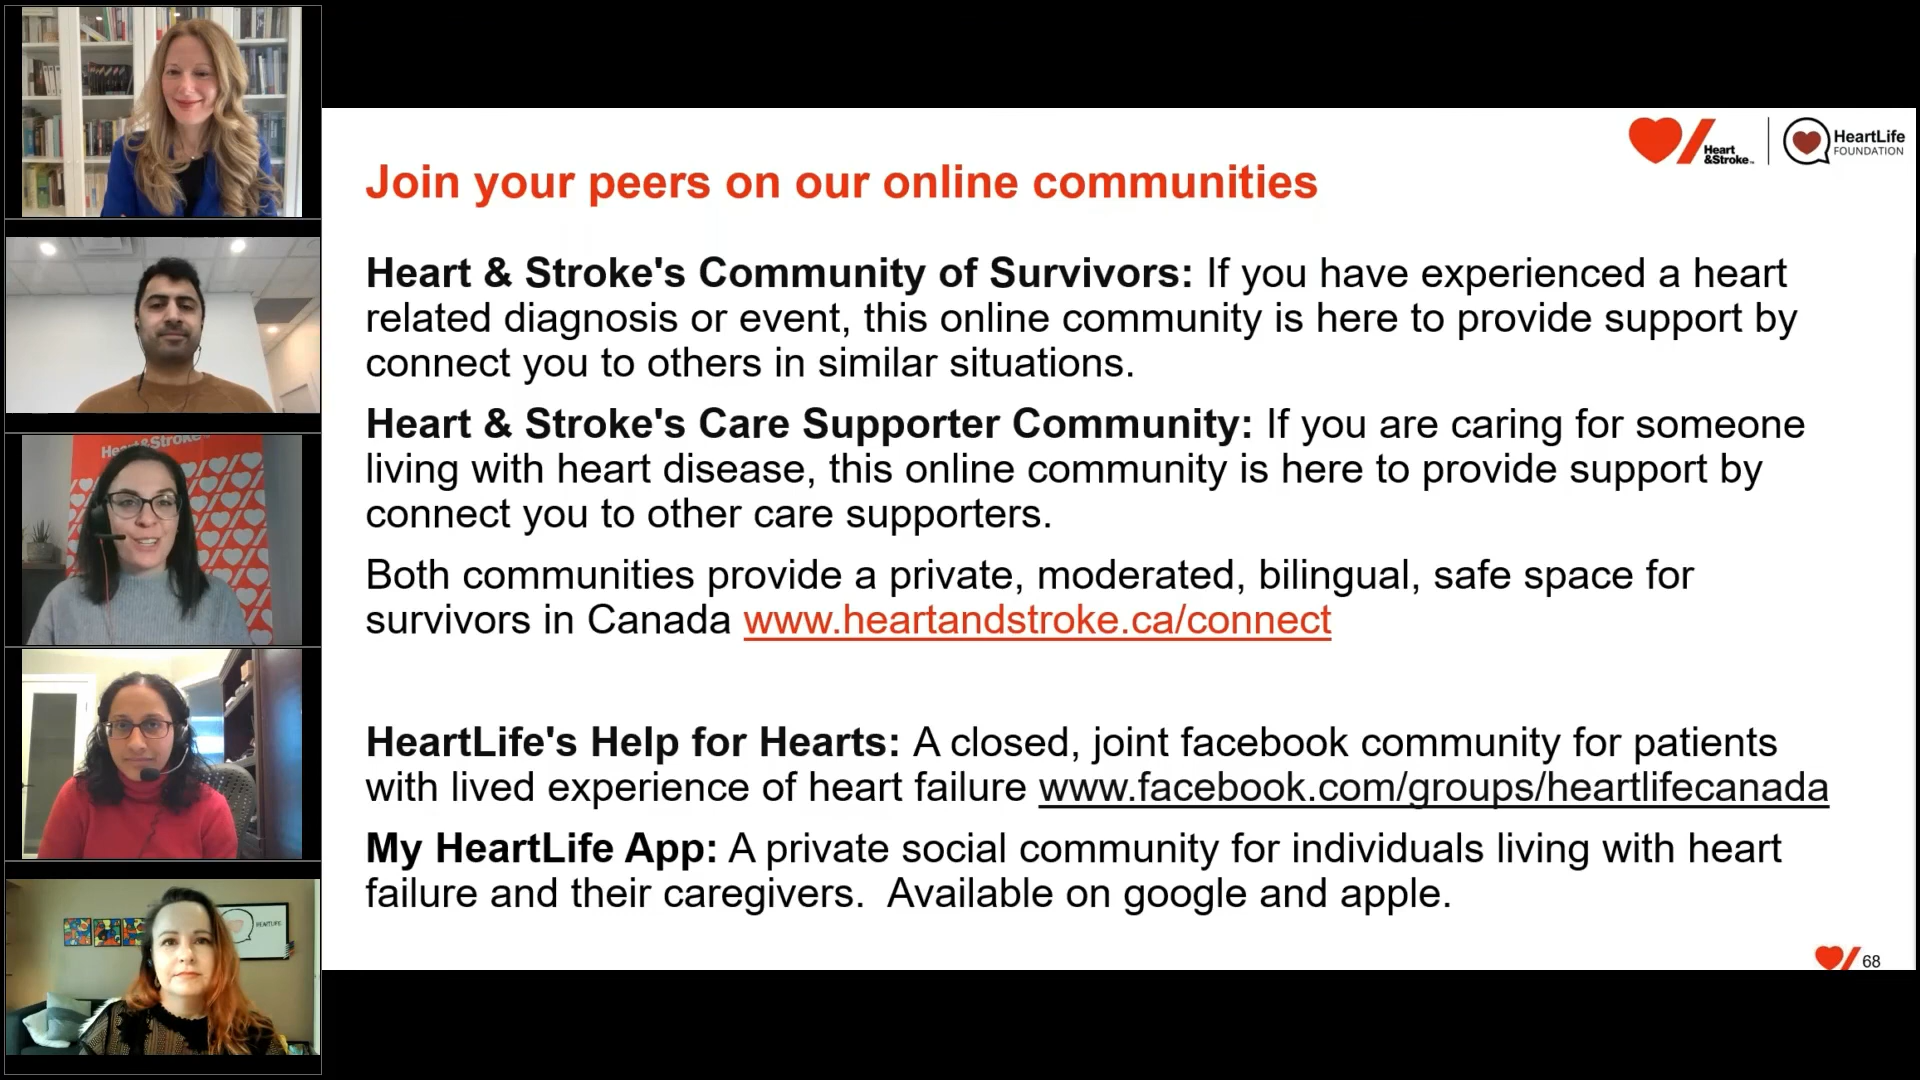 Heart
&Stroke™
HeartLife
FOUNDATION
Join your peers on our online communities
Heart & Stroke's Community of Survivors: If you have experienced a heart
related diagnosis or event, this online community is here to provide support by
connect you to others in similar situations.
Heart & Stroke's Care Supporter Community: If you are caring for someone
living with heart disease, this online community is here to provide support by
connect you to other care supporters.
Both communities provide a private, moderated, bilingual, safe space for
survivors in Canada www.heartandstroke.ca/connect
HeartLife's Help for Hearts: A closed, joint facebook community for patients
with lived experience of heart failure www.facebook.com/groups/heartlifecanada
My HeartLife App: A private social community for individuals living with heart
failure and their caregivers.  Available on google and apple.
68
Heart&Stroke
HEARTLIFE